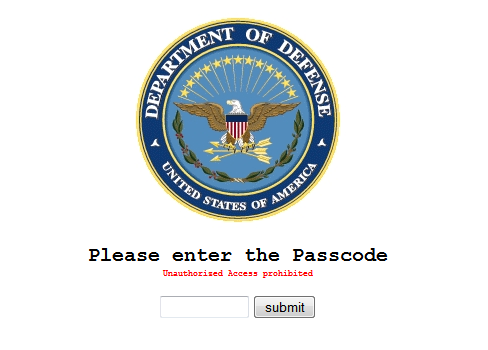 DEPARTMENT OF DEFENSE
UNITED STATES OF AMERICA
Please enter the Passcode
Unauthorized Access prohibited
submit